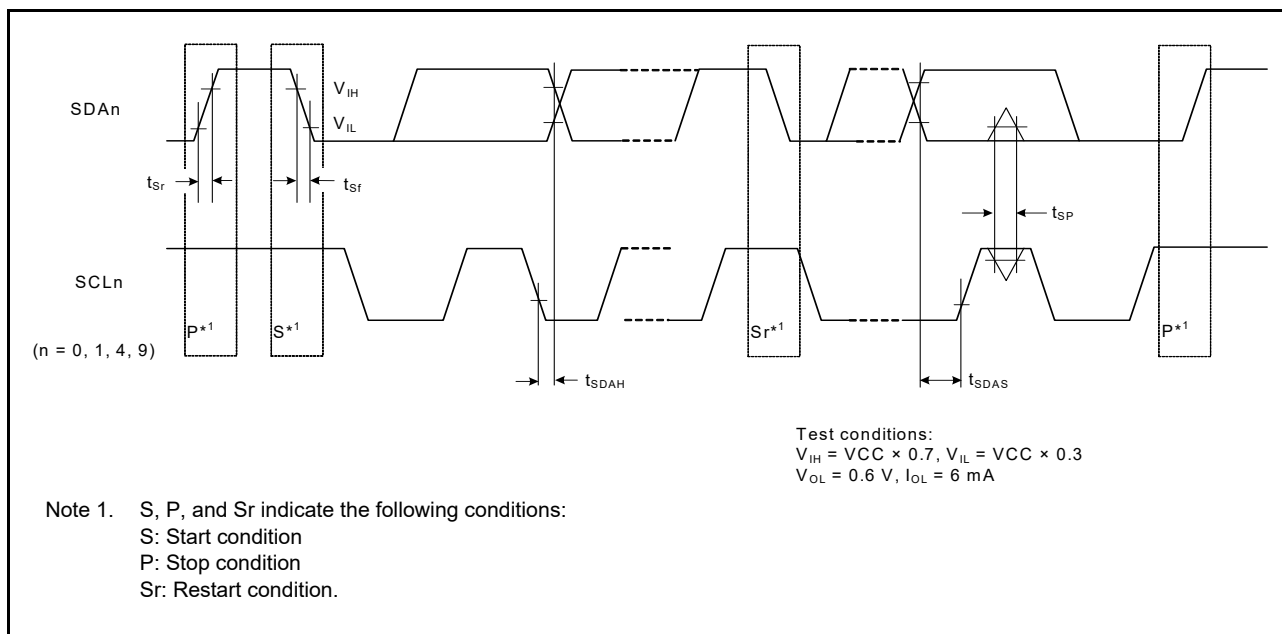 SDAn
V_IH
V_IL
t_Sr
t_Sf
t_SP
SCLn
P*1
S*1
Sr*1
P*1
(n = 0, 1, 4, 9)
t_SDAH
t_SDAS
Test conditions:
V_IH = VCC × 0.7, V_IL = VCC × 0.3
V_OL = 0.6 V, I_OL = 6 mA
Note 1. S, P, and Sr indicate the following conditions:
S: Start condition
P: Stop condition
Sr: Restart condition.